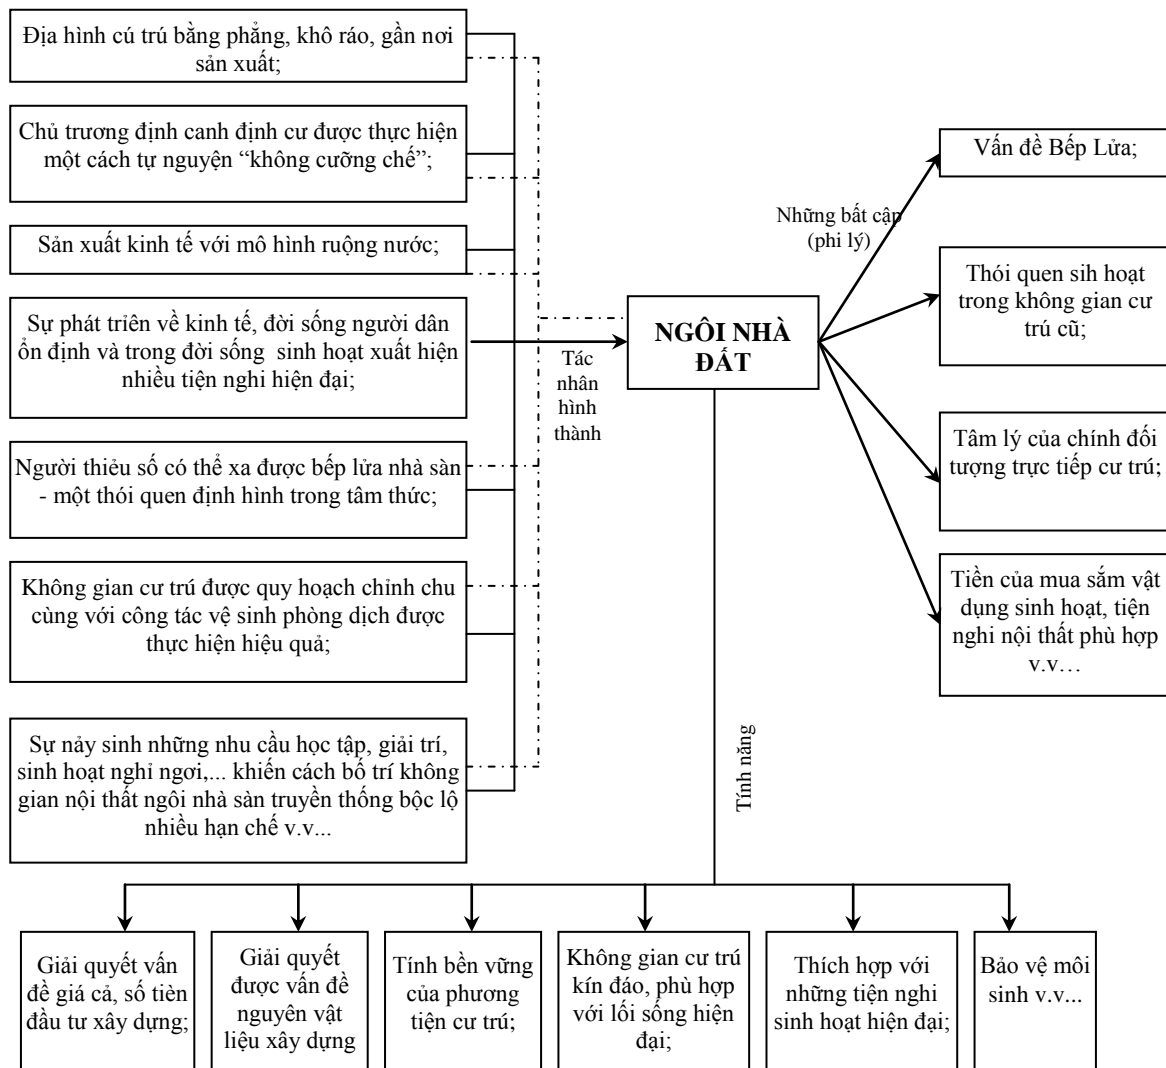 Địa hình cú trú bằng phẳng, khô ráo, gần nơi
sản xuất;
Chủ trương định canh định cư được thực hiện
một cách tự nguyện “không cưỡng chế”;
Sản xuất kinh tế với mô hình ruộng nước;
Sự phát triển về kinh tế, đời sống người dân
ổn định và trong đời sống sinh hoạt xuất hiện
nhiều tiện nghi hiện đại;
Người thiểu số có thể xa được bếp lửa nhà sàn
- một thói quen định hình trong tâm thức;
Không gian cư trú được quy hoạch chỉnh chu
cùng với công tác vệ sinh phòng dịch được
thực hiện hiệu quả;
Sự nảy sinh những nhu cầu học tập, giải trí,
sinh hoạt nghỉ ngơi,... khiến cách bố trí không
gian nội thất ngôi nhà sàn truyền thống bộc lộ
nhiều hạn chế v.v...
Tác
nhân
hình
thành
NGÔI NHÀ
ĐẤT
Những bất cập
(phi lý)
Vấn đề Bếp Lửa;
Thói quen sih hoạt
trong không gian cư
trú cũ;
Tâm lý của chính đối
tượng trực tiếp cư trú;
Tiền của mua sắm vật
dụng sinh hoạt, tiện
nghi nội thất phù hợp
v.v…
Tính năng
Giải quyết vấn
đề giá cả, số tiền
đầu tư xây dựng;
Giải quyết
được vấn đề
nguyên vật
liệu xây dựng
Tính bền vững
của phương
tiện cư trú;
Không gian cư trú
kín đáo, phù hợp
với lối sống hiện
đại;
Thích hợp với
những tiện nghi
sinh hoạt hiện đại;
Bảo vệ môi
sinh v.v...